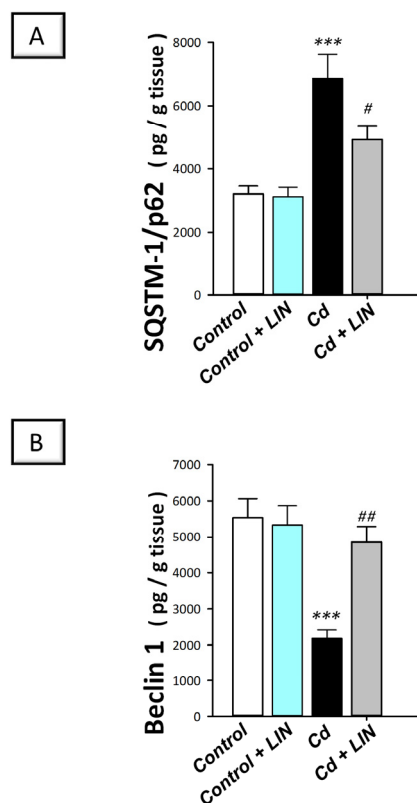 A
SQSTM-1/p62 ( pg / g tissue )
8000
6000
4000
2000
0
***
#
Control
Control + LIN
Cd
Cd + LIN
B
Beclin 1 ( pg / g tissue )
7000
6000
5000
4000
3000
2000
1000
0
***
##
Control
Control + LIN
Cd
Cd + LIN